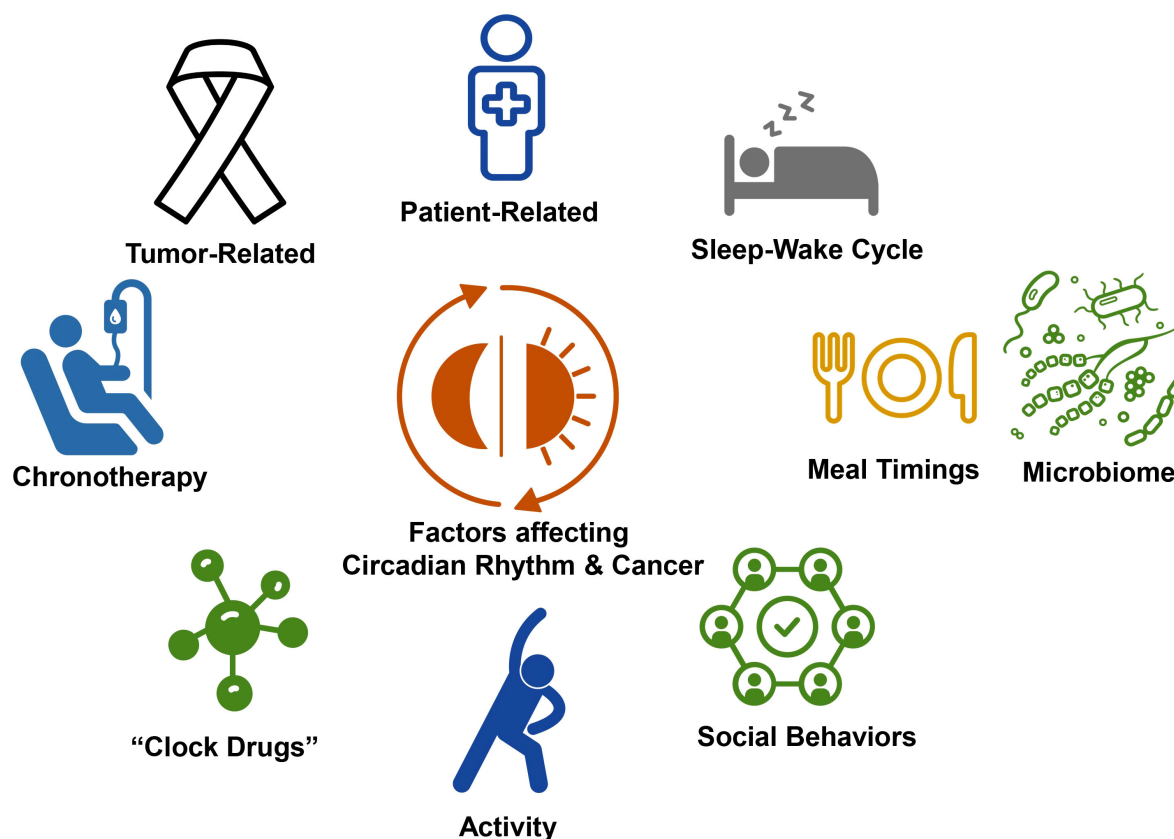 Patient-Related
Tumor-Related
Sleep-Wake Cycle
Chronotherapy
Meal Timings
Microbiome
Factors affecting
Circadian Rhythm & Cancer
“Clock Drugs”
Social Behaviors
Activity